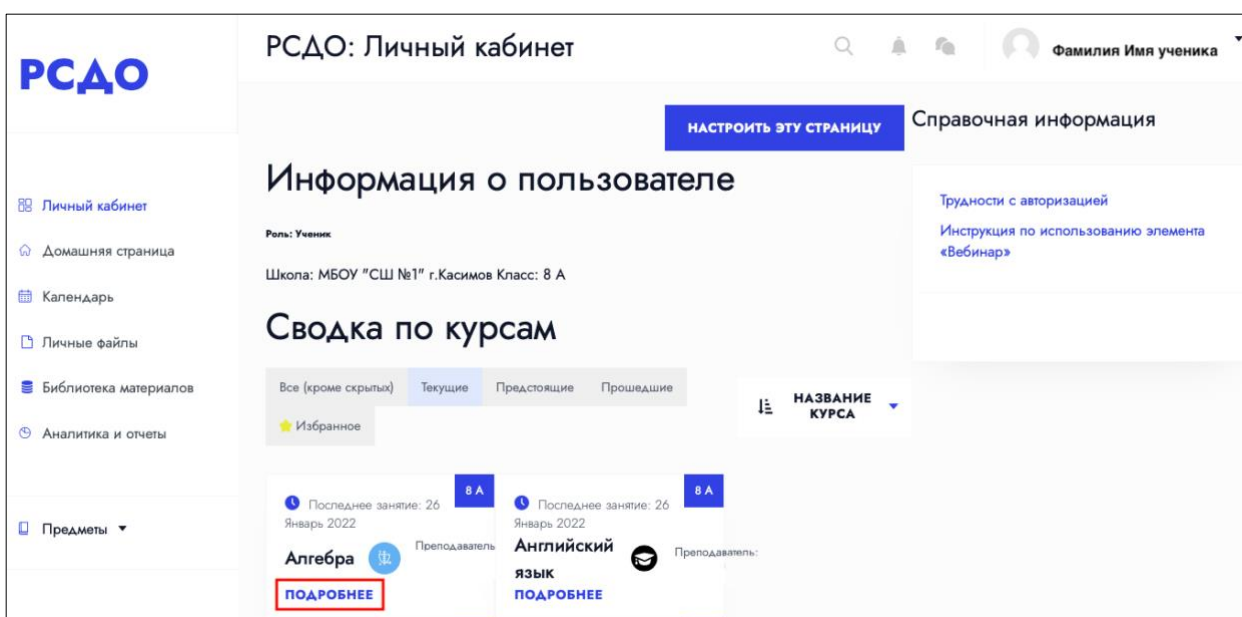 РСДО
РСДО: Личный кабинет
Фамилия Имя ученика
НАСТРОИТЬ ЭТУ СТРАНИЦУ
Справочная информация
Трудности с авторизацией
Инструкция по использованию элемента
«Вебинар»
Личный кабинет
Домашняя страница
Календарь
Личные файлы
Библиотека материалов
Аналитика и отчеты
Предметы
Информация о пользователе
Роль: Ученик
Школа: МБОУ "СШ №1" г.Касимов Класс: 8 А
Сводка по курсам
Все (кроме скрытых) Текущие Предстоящие Прошедшие
Избранное
НАЗВАНИЕ
КУРСА
8 А
Последнее занятие: 26
Январь 2022
Алгебра
Преподаватель
ПОДРОБНЕЕ
8 А
Последнее занятие: 26
Январь 2022
Английский
язык
Преподаватель:
ПОДРОБНЕЕ